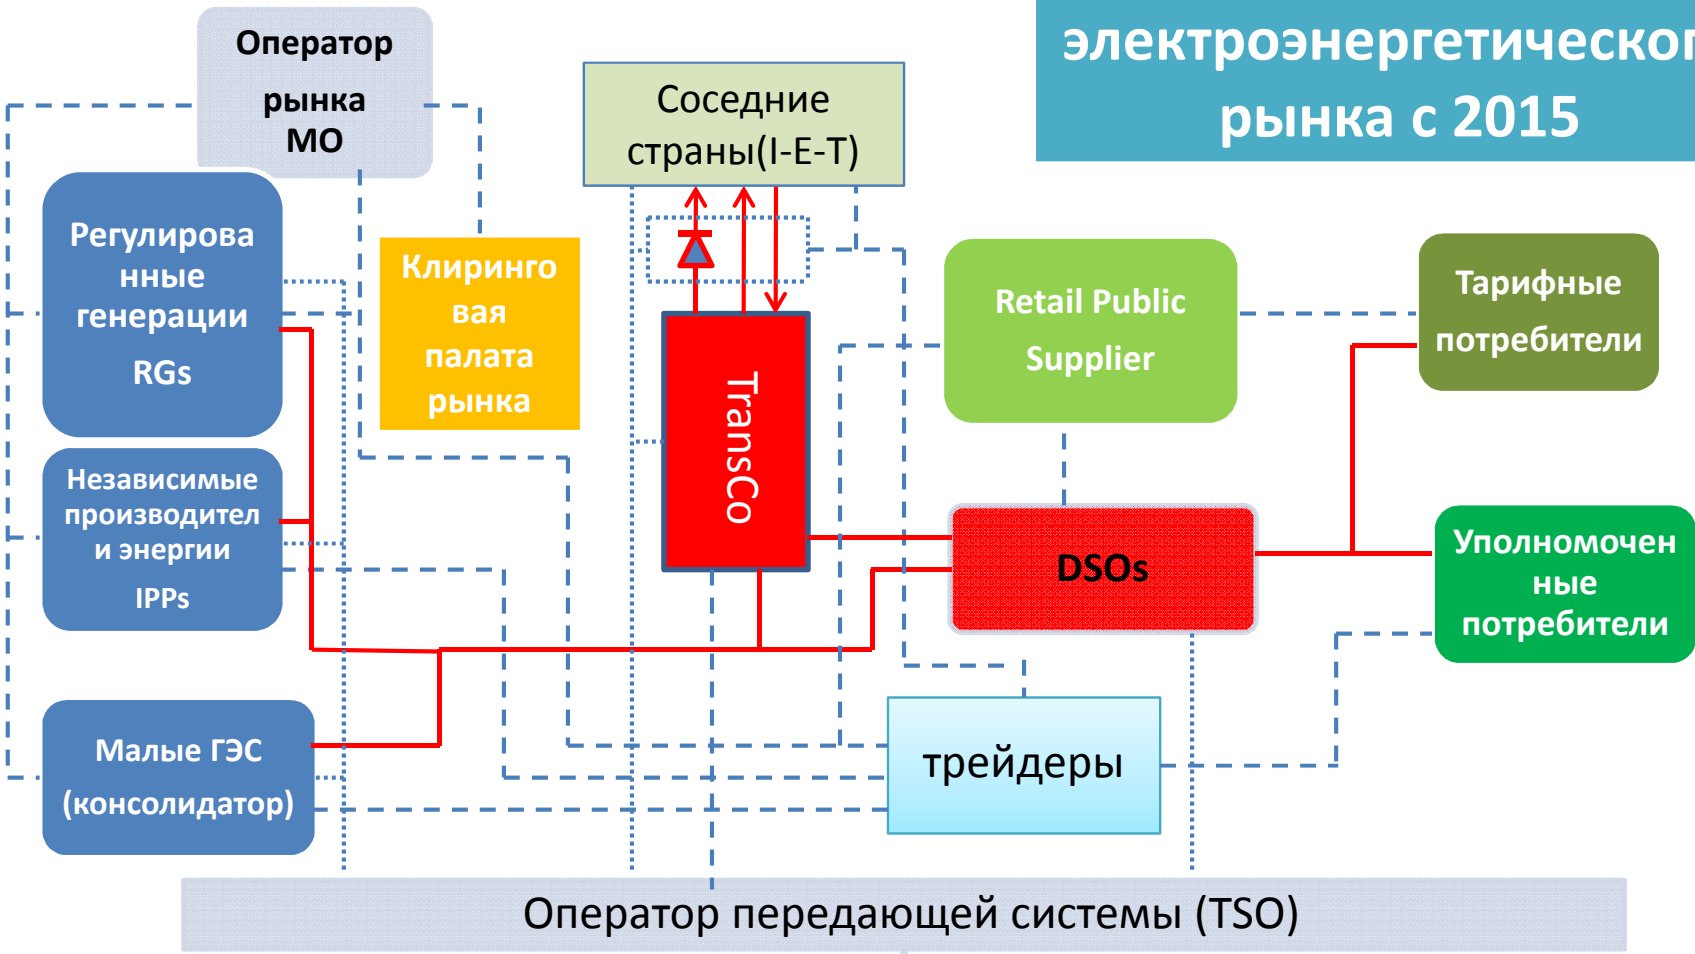 электроэнергетическог
рынка с 2015
Оператор
рынка
МО
Соседние
страны(I-E-T)
Регулирова
нные
генерации
RGs
Клиринго
вая
палата
рынка
Retail Public
Supplier
Тарифные
потребители
TransCo
Независимые
производител
и энергии
IPPs
DSOs
Уполномочен
ные
потребители
Малые ГЭС
(консолидатор)
трейдеры
Оператор передающей системы (TSO)